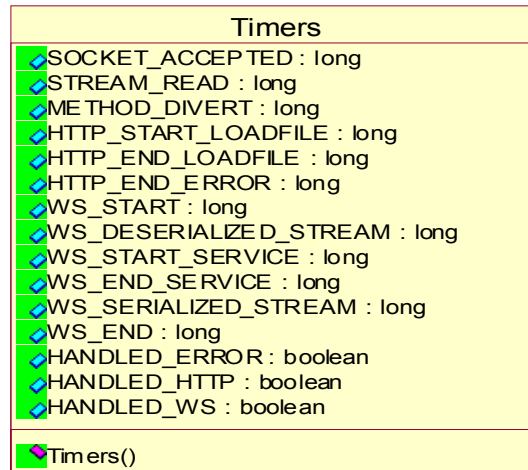 Timers
SOCKET_ACCEPTED : long
STREAM_READ : long
METHOD_DIVERT : long
HTTP_START_LOADFILE : long
HTTP_END_LOADFILE : long
HTTP_END_ERROR : long
WS_START : long
WS_DESERIALIZED_STREAM : long
WS_START_SERVICE : long
WS_END_SERVICE : long
WS_SERIALIZED_STREAM : long
WS_END : long
HANDLED_ERROR : boolean
HANDLED_HTTP : boolean
HANDLED_WS : boolean
Timers()